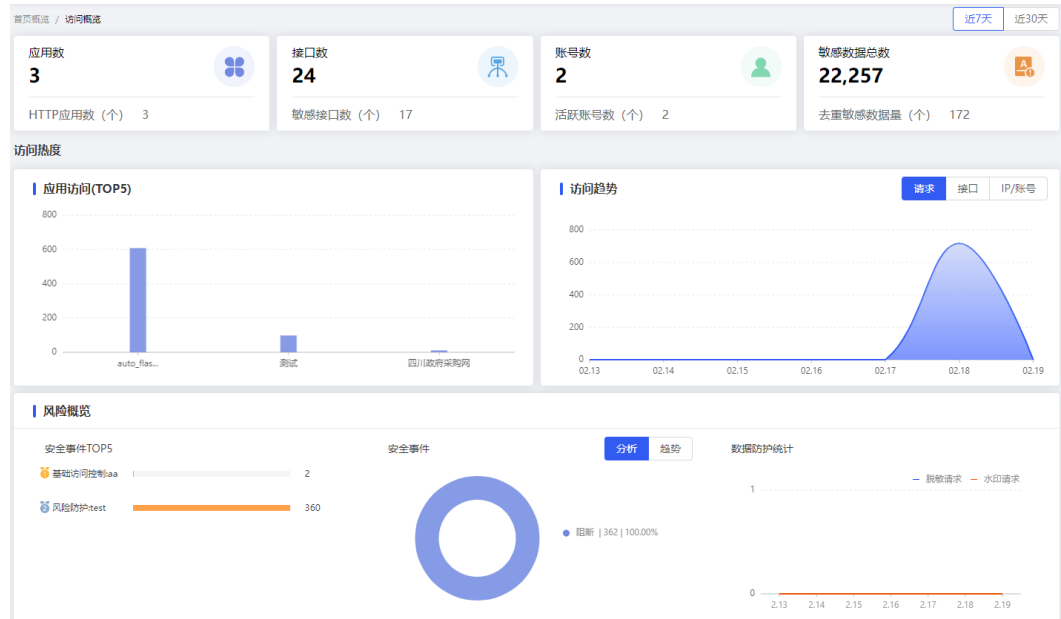 首页概览 / 访问概览
近7天 近30天
应用数
3
HTTP应用数（个） 3
接口数
24
敏感接口数（个） 17
账号数
2
活跃账号数（个） 2
敏感数据总数
22,257
去重敏感数据量（个） 172
访问热度
应用访问(TOP5)
800
600
400
200
0
auto_flas... 测试 四川政府采购网
访问趋势
请求 接口 IP/账号
800
600
400
200
0
02.13 02.14 02.15 02.16 02.17 02.18 02.19
风险概览
安全事件TOP5
1 基础访问控制:aa 2
2 风险防护:test 360
安全事件
分析 趋势
阻断 | 362 | 100.00%
数据防护统计
脱敏请求 水印请求
1
0
2.13 2.14 2.15 2.16 2.17 2.18 2.19